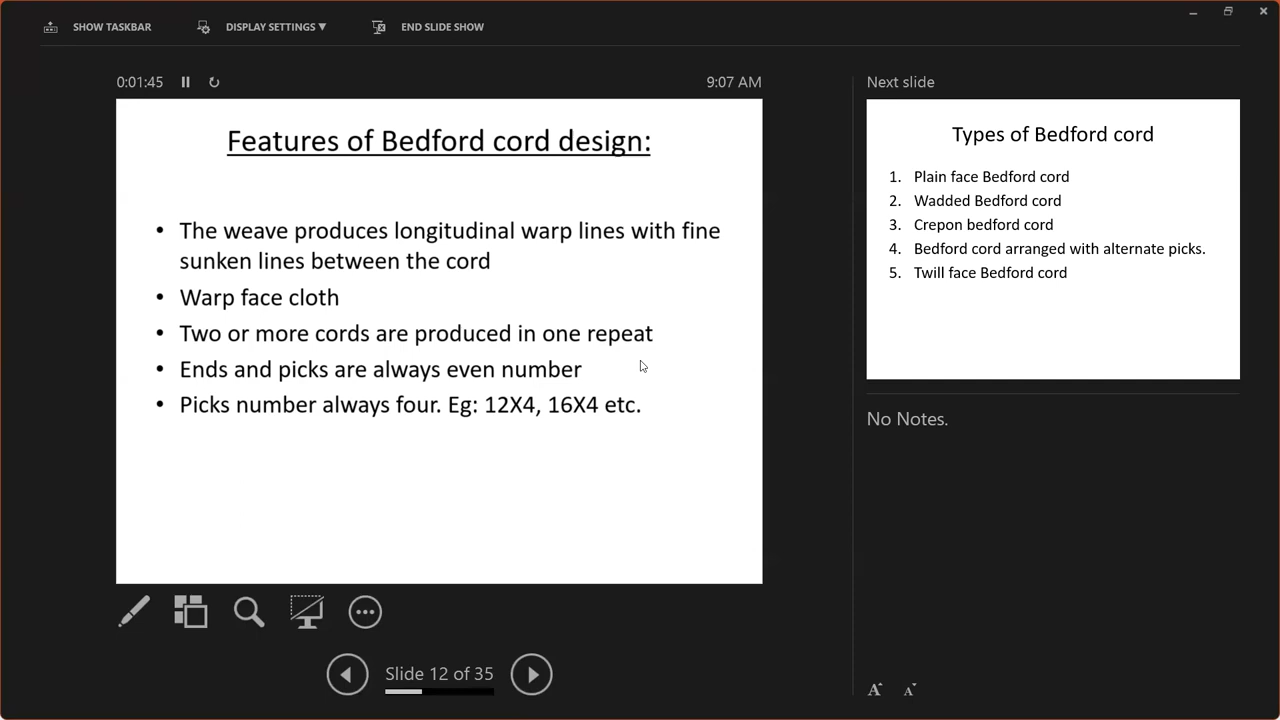 SHOW TASKBAR DISPLAY SETTINGS ▼ END SLIDE SHOW
0:01:45 9:07 AM
Features of Bedford cord design:
• The weave produces longitudinal warp lines with fine
sunken lines between the cord
• Warp face cloth
• Two or more cords are produced in one repeat
• Ends and picks are always even number
• Picks number always four. Eg: 12X4, 16X4 etc.
Slide 12 of 35
Next slide
Types of Bedford cord
1. Plain face Bedford cord
2. Wadded Bedford cord
3. Crepon bedford cord
4. Bedford cord arranged with alternate picks.
5. Twill face Bedford cord
No Notes.
A A